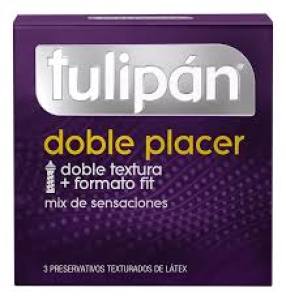 tulipán
doble placer
doble textura
+ formato fit
mix de sensaciones
3 PRESERVATIVOS TEXTURADOS DE LÁTEX